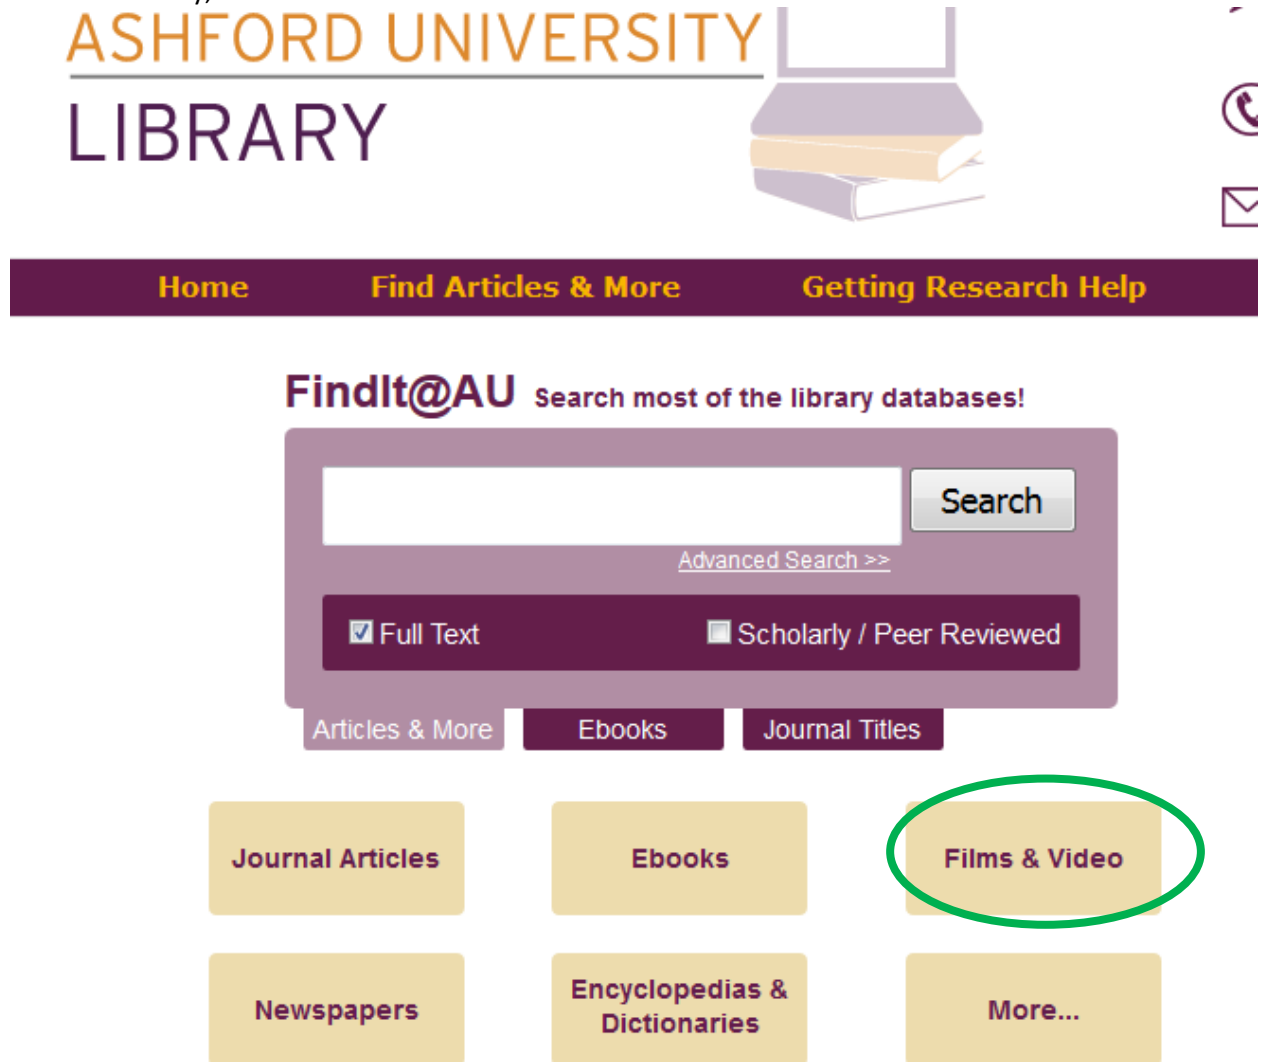 ASHFORD UNIVERSITY
LIBRARY
Home Find Articles & More Getting Research Help
FindIt@AU Search most of the library databases!
Search
Advanced Search >>
Full Text Scholarly / Peer Reviewed
Articles & More Ebooks Journal Titles
Journal Articles Ebooks Films & Video
Newspapers Encyclopedias & Dictionaries More...